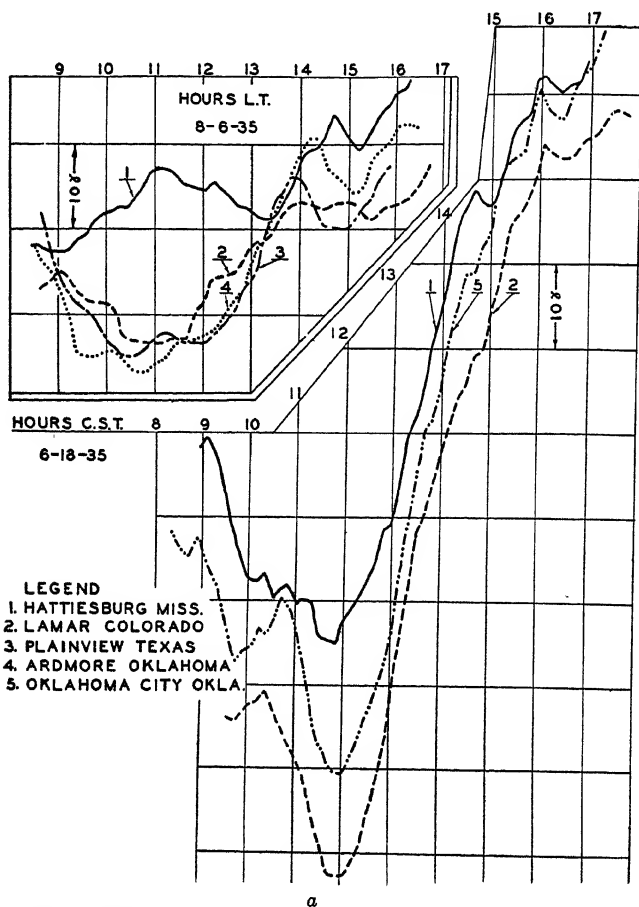 15 16 17
9 10 11 12 13 14 15 16 17
HOURS L.T.
8-6-35
10γ
1
2
3
4
14
13
12
11
1
5
2
10γ
HOURS C.S.T. 8 9 10
6-18-35
LEGEND
1. HATTIESBURG MISS.
2. LAMAR COLORADO
3. PLAINVIEW TEXAS
4. ARDMORE OKLAHOMA
5. OKLAHOMA CITY OKLA.
a